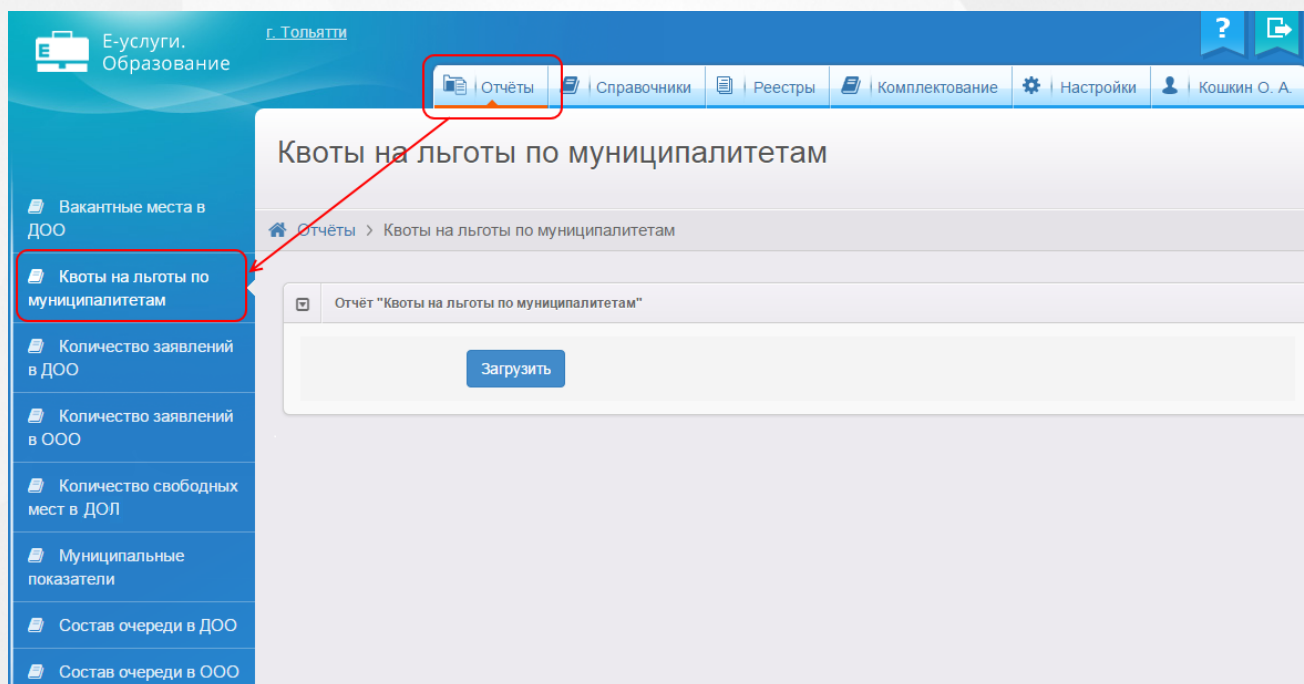 Е-услуги.
Образование
г. Тольятти
?
E
Отчёты
Справочники
Реестры
Комплектование
Настройки
Кошкин О. А.
Квоты на льготы по муниципалитетам
Отчёты > Квоты на льготы по муниципалитетам
Отчёт "Квоты на льготы по муниципалитетам"
Загрузить
Вакантные места в
ДОО
Квоты на льготы по
муниципалитетам
Количество заявлений
в ДОО
Количество заявлений
в ООО
Количество свободных
мест в ДОЛ
Муниципальные
показатели
Состав очереди в ДОО
Состав очереди в ООО